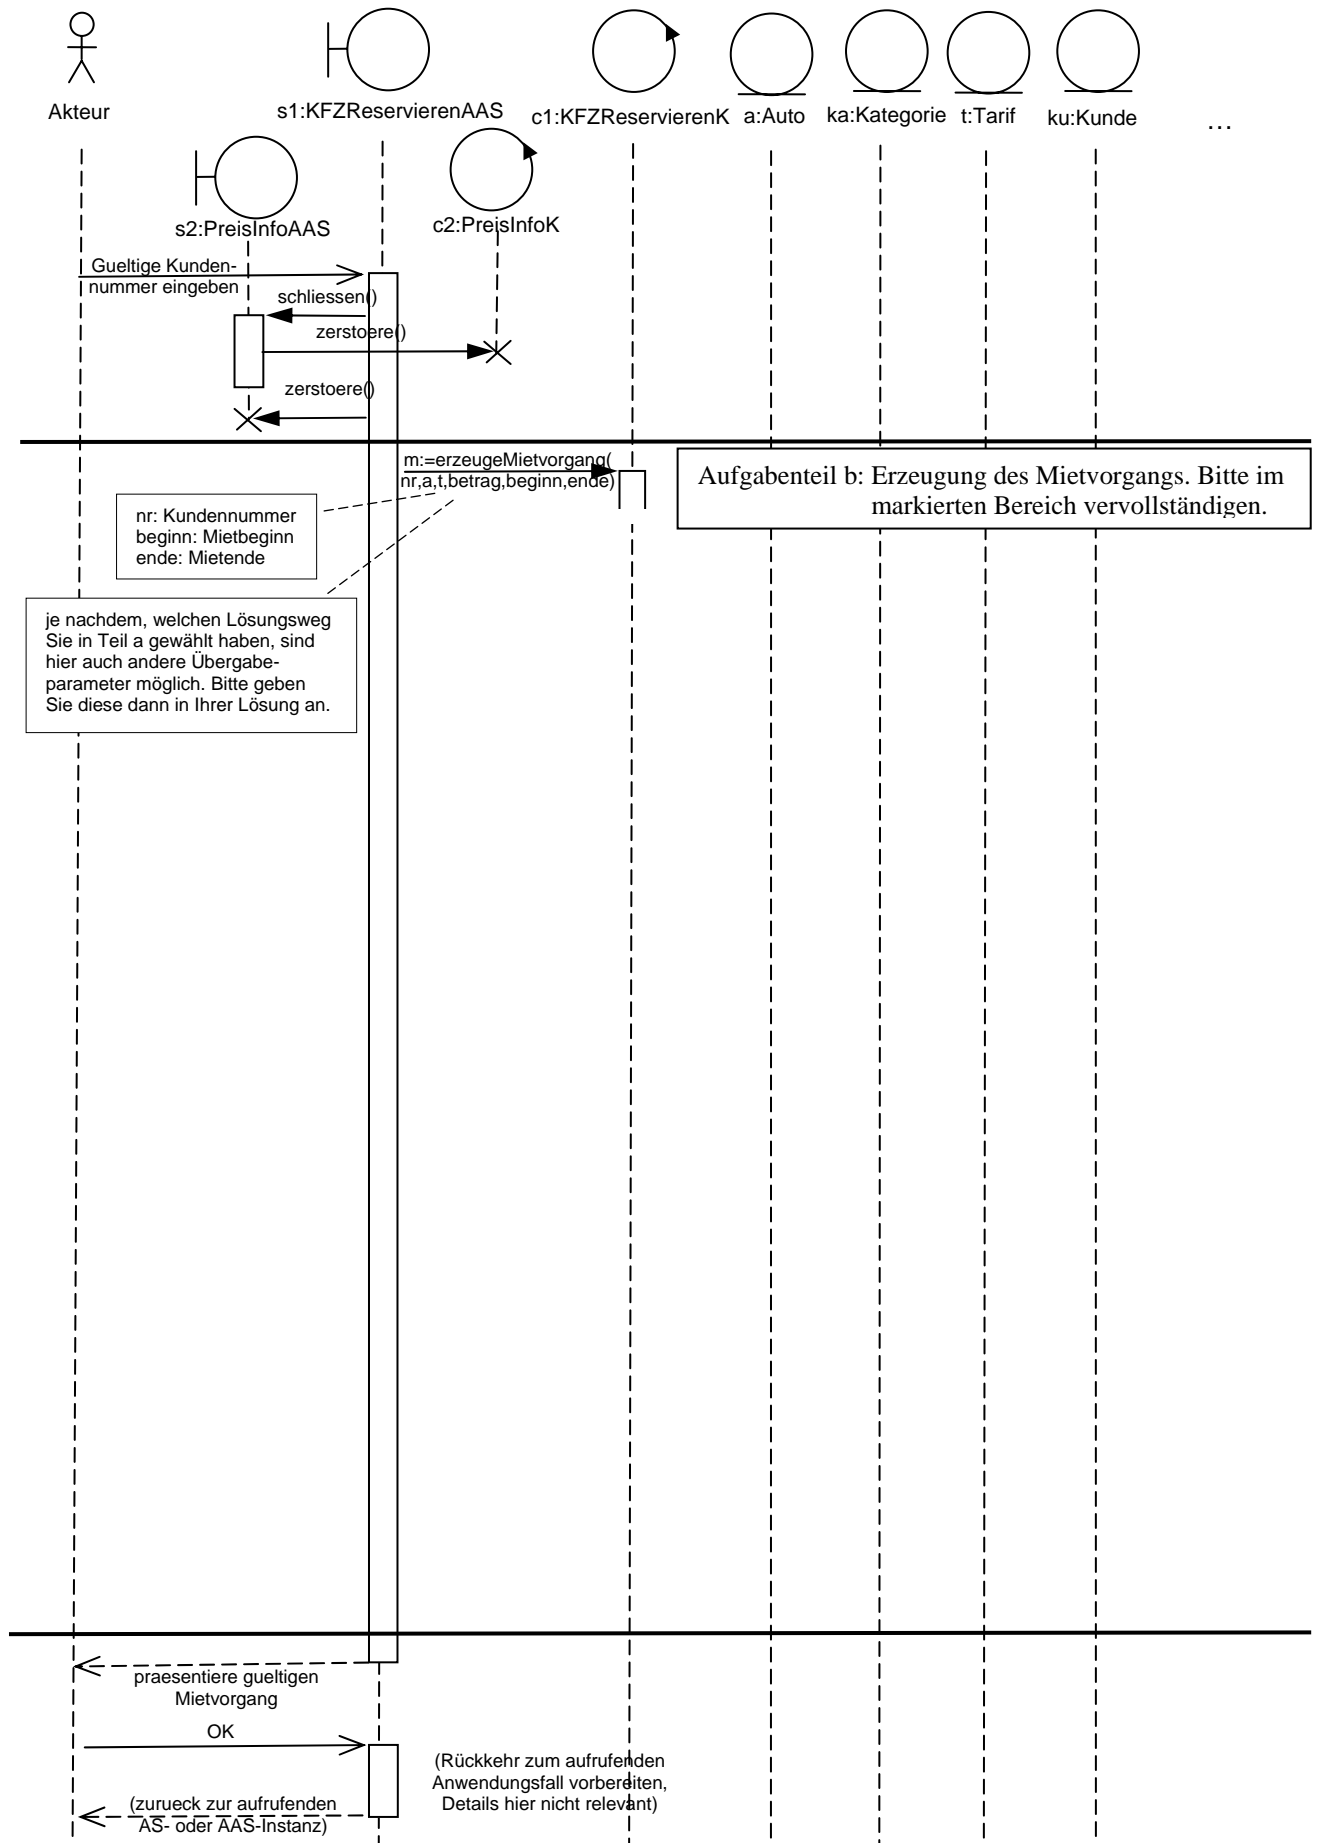 Akteur
s1:KFZReservierenAAS
c1:KFZReservierenK
a:Auto
ka:Kategorie
t:Tarif
ku:Kunde
...
s2:PreisInfoAAS
c2:PreisInfoK
Gueltige Kunden-
nummer eingeben
schliessen()
zerstoere()
zerstoere()
m:=erzeugeMietvorgang(
nr,a,t,betrag,beginn,ende)
Aufgabenteil b: Erzeugung des Mietvorgangs. Bitte im
markierten Bereich vervollständigen.
nr: Kundennummer
beginn: Mietbeginn
ende: Mietende
je nachdem, welchen Lösungsweg
Sie in Teil a gewählt haben, sind
hier auch andere Übergabe-
parameter möglich. Bitte geben
Sie diese dann in Ihrer Lösung an.
praesentiere gueltigen
Mietvorgang
OK
(Rückkehr zum aufrufenden
Anwendungsfall vorbereiten,
Details hier nicht relevant)
(zurueck zur aufrufenden
AS- oder AAS-Instanz)